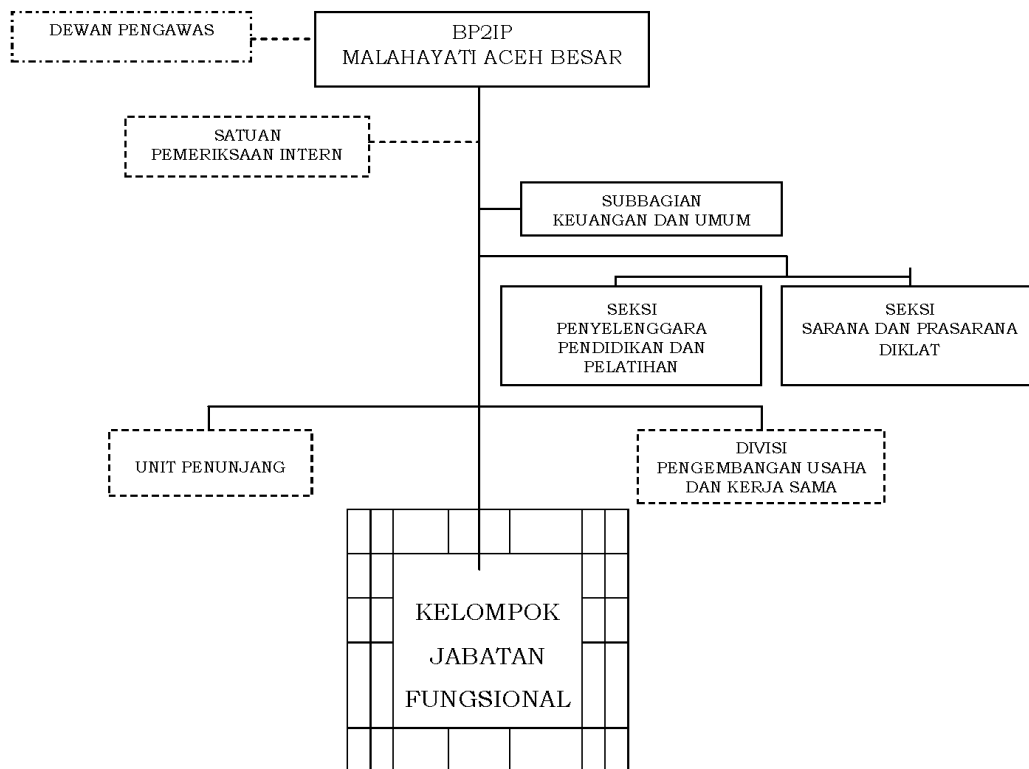 DEWAN PENGAWAS
BP2IP
MALAHAYATI ACEH BESAR
SATUAN
PEMERIKSAAN INTERN
SUBBAGIAN
KEUANGAN DAN UMUM
SEKSI
PENYELENGGARA
PENDIDIKAN DAN
PELATIHAN
SEKSI
SARANA DAN PRASARANA
DIKLAT
UNIT PENUNJANG
DIVISI
PENGEMBANGAN USAHA
DAN KERJA SAMA
KELOMPOK
JABATAN
FUNGSIONAL